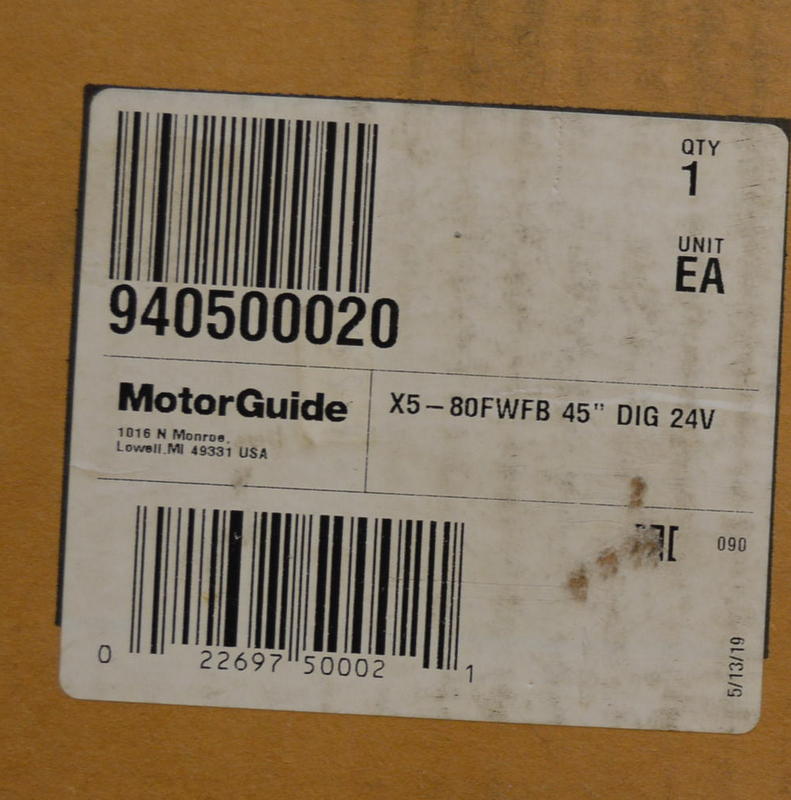 QTY
1
UNIT
EA
940500020
MotorGuide
1016 N Monroe,
Lowell.MI 49331 USA
X5-80FWFB 45" DIG 24V
090
5/13/19
0 22697 50002 1